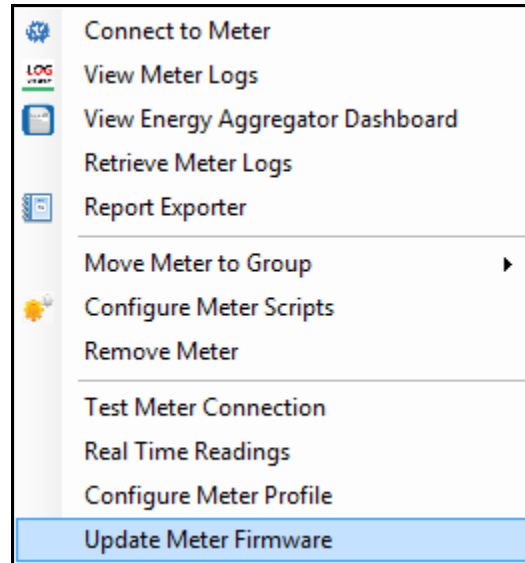 Connect to Meter
LOG
View Meter Logs
View Energy Aggregator Dashboard
Retrieve Meter Logs
Report Exporter
Move Meter to Group
Configure Meter Scripts
Remove Meter
Test Meter Connection
Real Time Readings
Configure Meter Profile
Update Meter Firmware